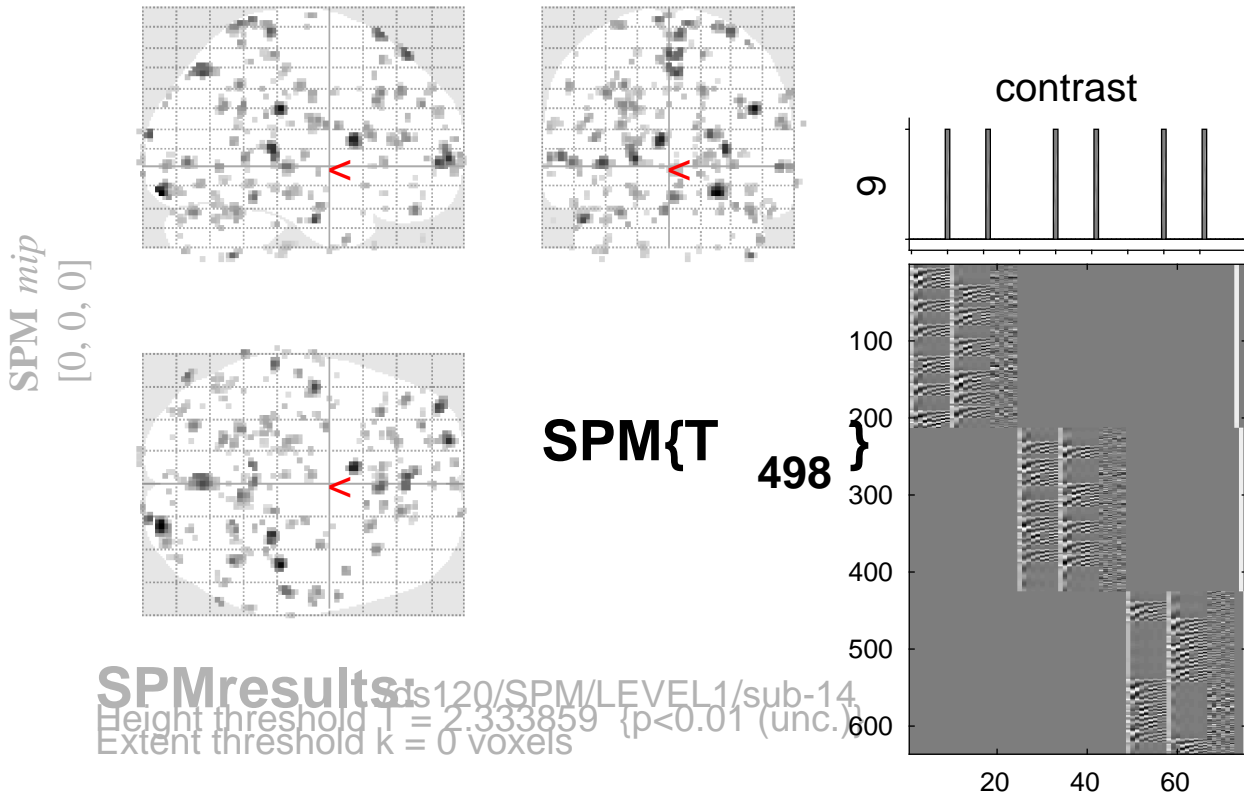 SPM mip
[0, 0, 0]
<
<
<
SPM{T 498 }
contrast
9
100
200
300
400
500
600
20
40
60
SPMresults: /ds120/SPM/LEVEL1/sub-14
Height threshold T = 2.333859 {p<0.01 (unc.)}
Extent threshold k = 0 voxels